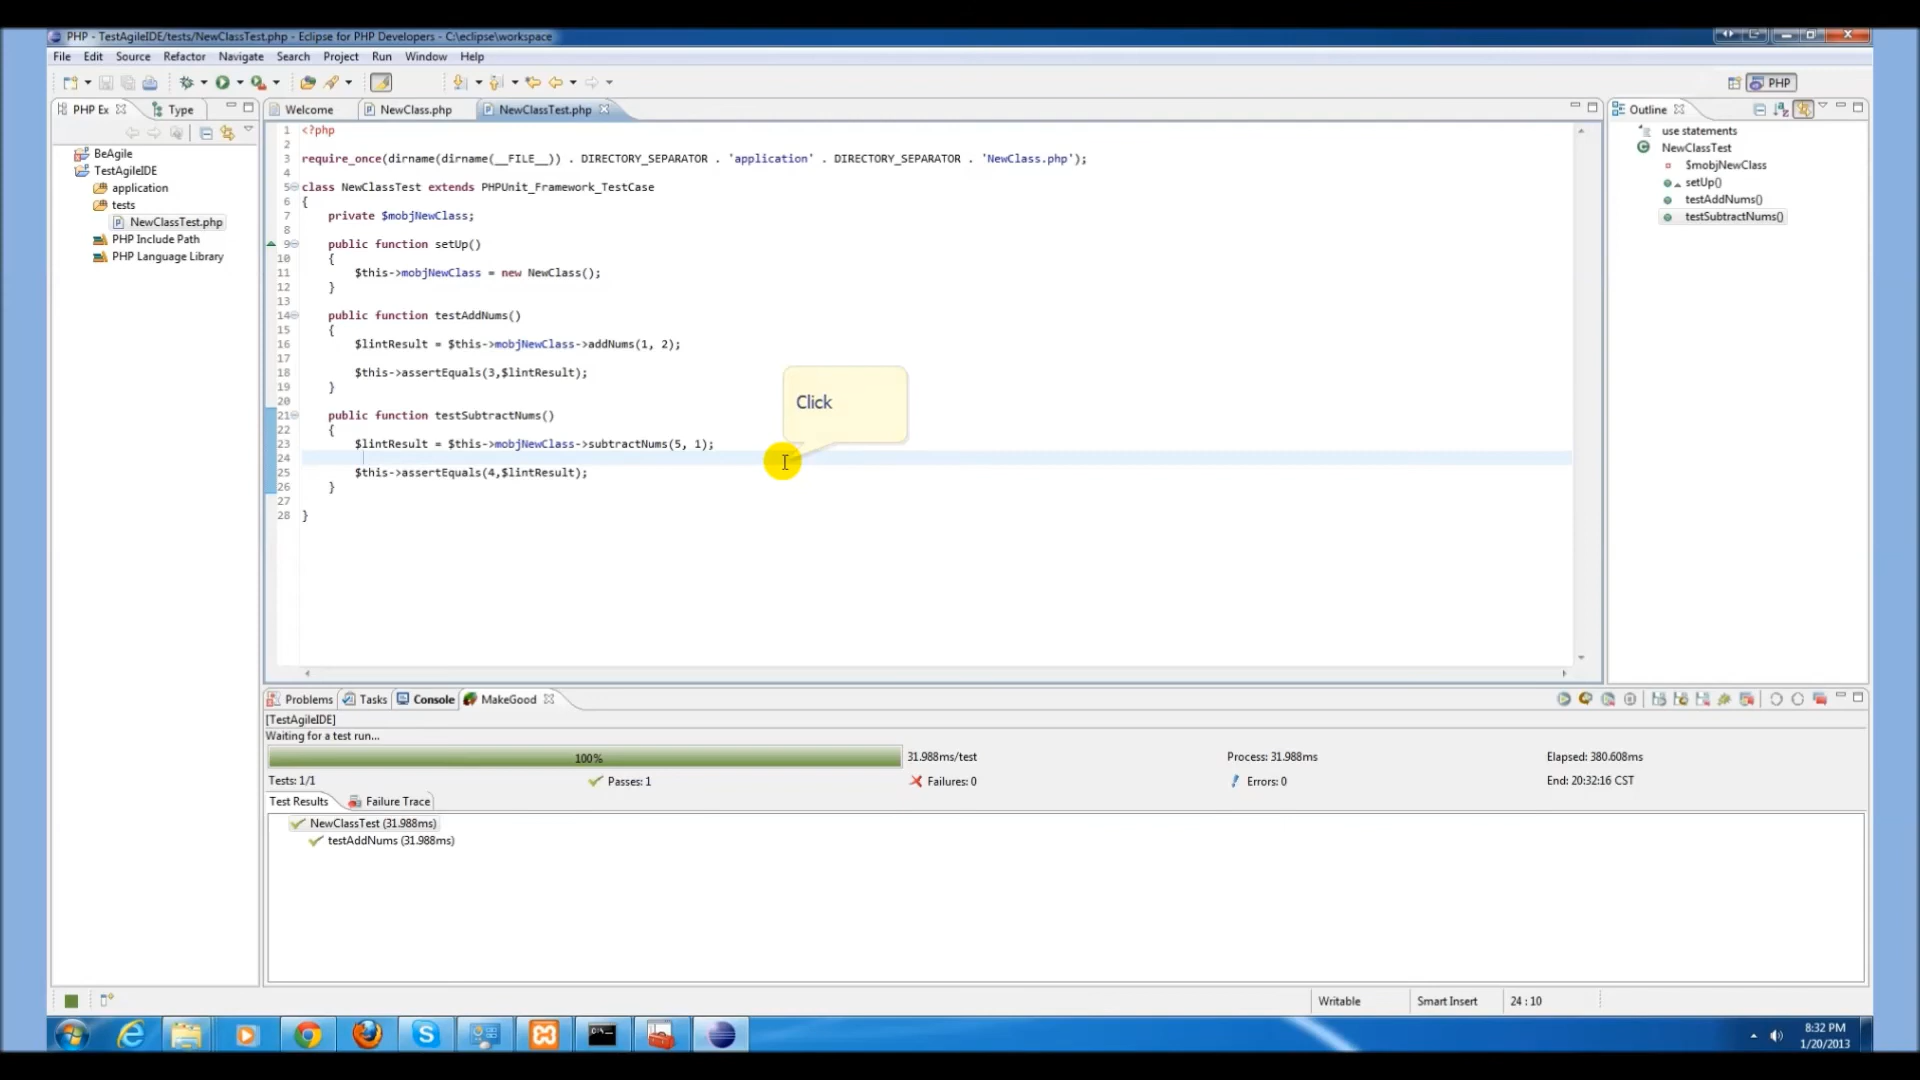 PHP - TestAgileIDE/tests/NewClassTest.php - Eclipse for PHP Developers - C:\eclipse\workspace
File Edit Source Refactor Navigate Search Project Run Window Help
PHP
PHP Ex Type
Welcome NewClass.php NewClassTest.php
Outline
BeAgile
TestAgileIDE
application
tests
NewClassTest.php
PHP Include Path
PHP Language Library
1 <?php
2
3 require_once(dirname(dirname(__FILE__)) . DIRECTORY_SEPARATOR . 'application' . DIRECTORY_SEPARATOR . 'NewClass.php');
4
5 class NewClassTest extends PHPUnit_Framework_TestCase
6 {
7 private $mobjNewClass;
8
9 public function setUp()
10 {
11 $this->mobjNewClass = new NewClass();
12 }
13
14 public function testAddNums()
15 {
16 $lintResult = $this->mobjNewClass->addNums(1, 2);
17
18 $this->assertEquals(3,$lintResult);
19 }
20
21 public function testSubtractNums()
22 {
23 $lintResult = $this->mobjNewClass->subtractNums(5, 1);
24
25 $this->assertEquals(4,$lintResult);
26 }
27
28 }
Click
use statements
NewClassTest
$mobjNewClass
setUp()
testAddNums()
testSubtractNums()
Problems Tasks Console MakeGood
[TestAgileIDE]
Waiting for a test run...
100% 31.988ms/test Process: 31.988ms Elapsed: 380.608ms
Tests: 1/1 Passes: 1 Failures: 0 Errors: 0 End: 20:32:16 CST
Test Results Failure Trace
NewClassTest (31.988ms)
testAddNums (31.988ms)
Writable Smart Insert 24 : 10
8:32 PM
1/20/2013